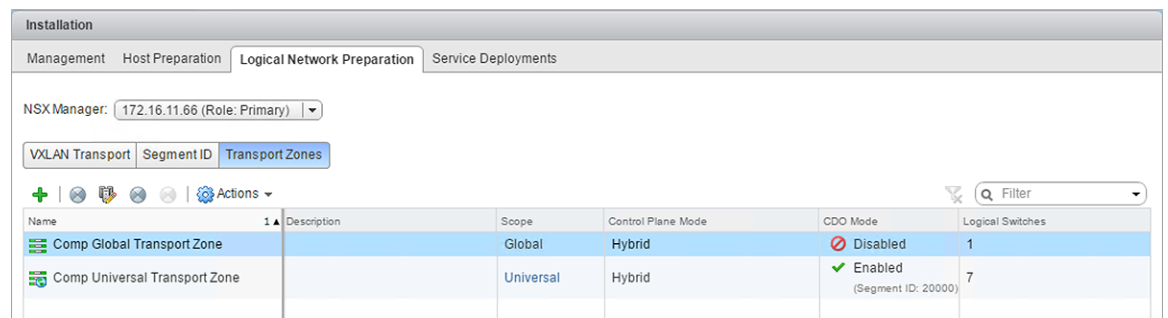 Installation
Management Host Preparation Logical Network Preparation Service Deployments
NSX Manager: 172.16.11.66 (Role: Primary)
VXLAN Transport Segment ID Transport Zones
Actions Filter
Name 1 ▲ Description Scope Control Plane Mode CDO Mode Logical Switches
Comp Global Transport Zone Global Hybrid Disabled 1
Comp Universal Transport Zone Universal Hybrid Enabled 7
(Segment ID: 20000)